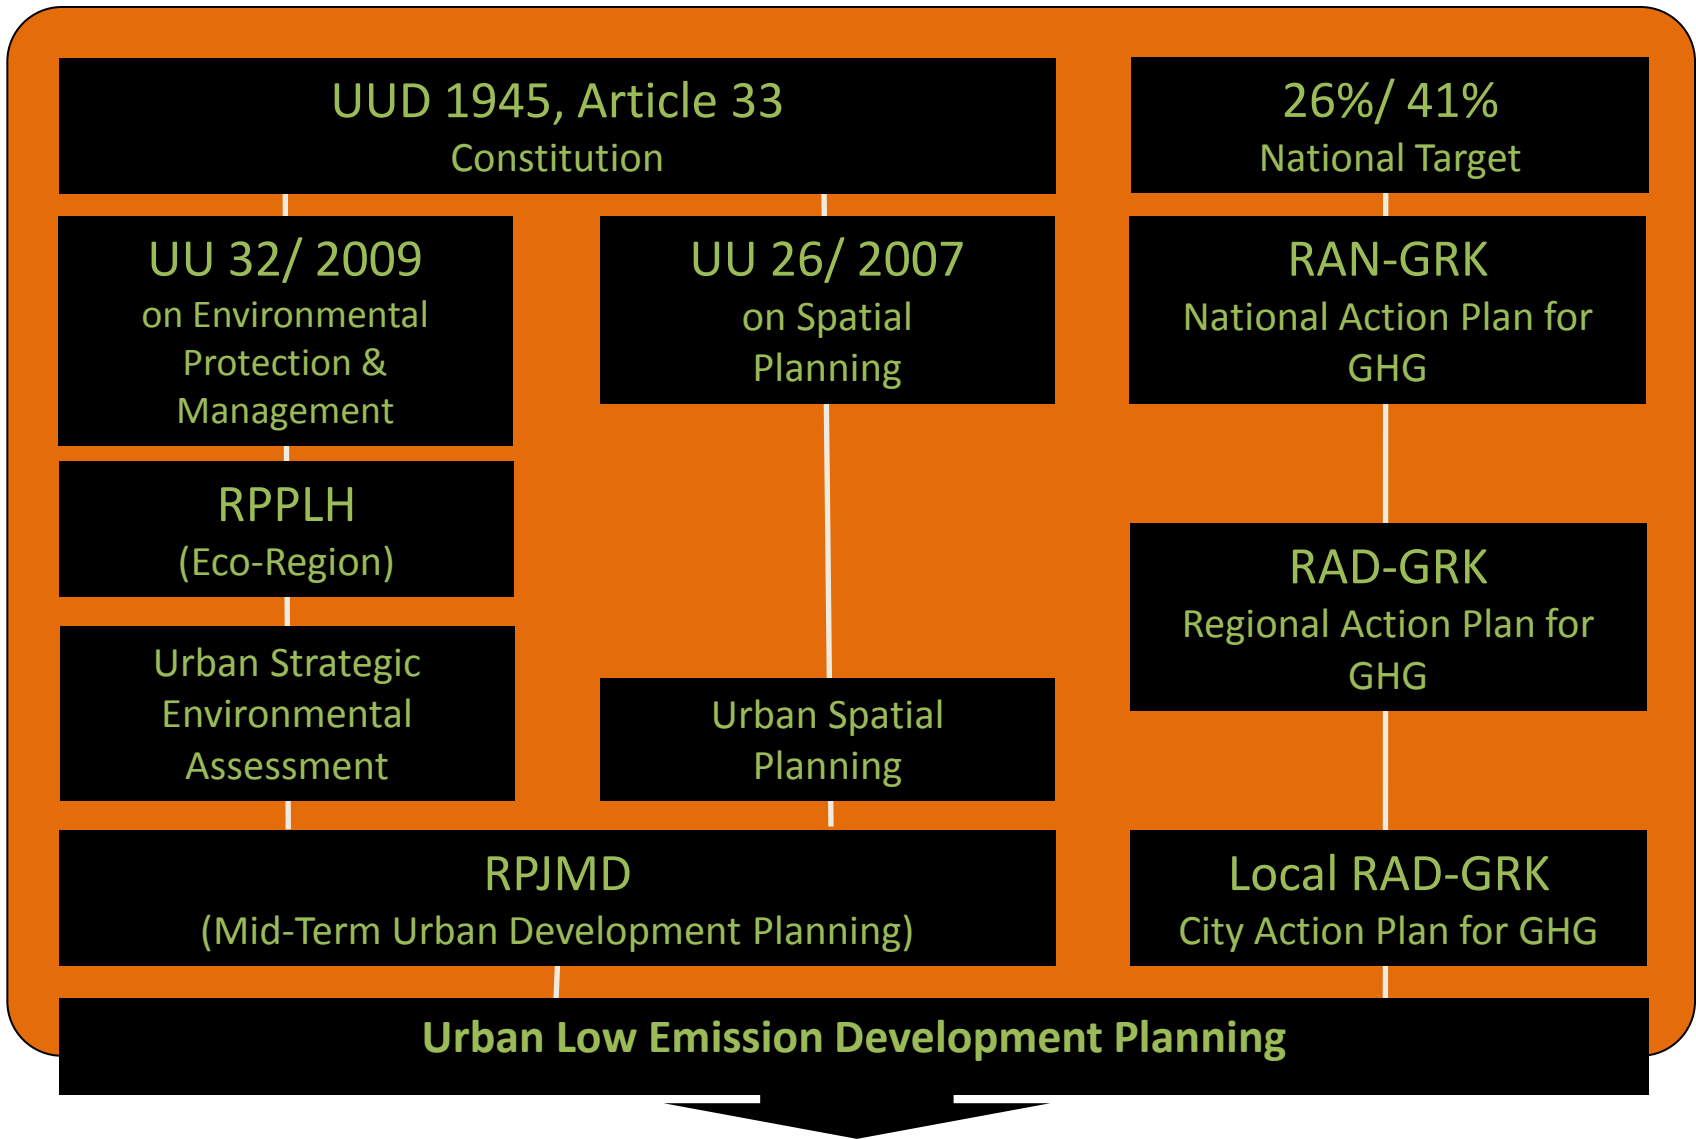 UUD 1945, Article 33
Constitution
26%/ 41%
National Target
UU 32/ 2009
on Environmental
Protection &
Management
UU 26/ 2007
on Spatial
Planning
RAN-GRK
National Action Plan for
GHG
RPPLH
(Eco-Region)
RAD-GRK
Regional Action Plan for
GHG
Urban Strategic
Environmental
Assessment
Urban Spatial
Planning
RPJMD
(Mid-Term Urban Development Planning)
Local RAD-GRK
City Action Plan for GHG
Urban Low Emission Development Planning